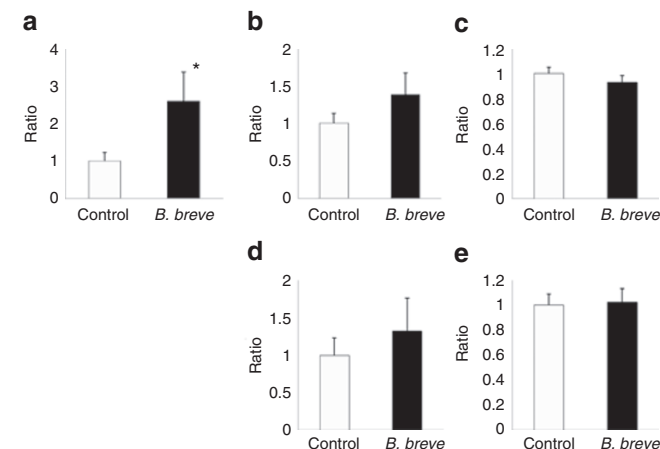 a
4
3
2
1
0
Ratio
*
Control B. breve
b
2
1.5
1
0.5
0
Ratio
Control B. breve
c
1.2
1
0.8
0.6
0.4
0.2
0
Ratio
Control B. breve
d
2
1.5
1
0.5
0
Ratio
Control B. breve
e
1.2
1
0.8
0.6
0.4
0.2
0
Ratio
Control B. breve